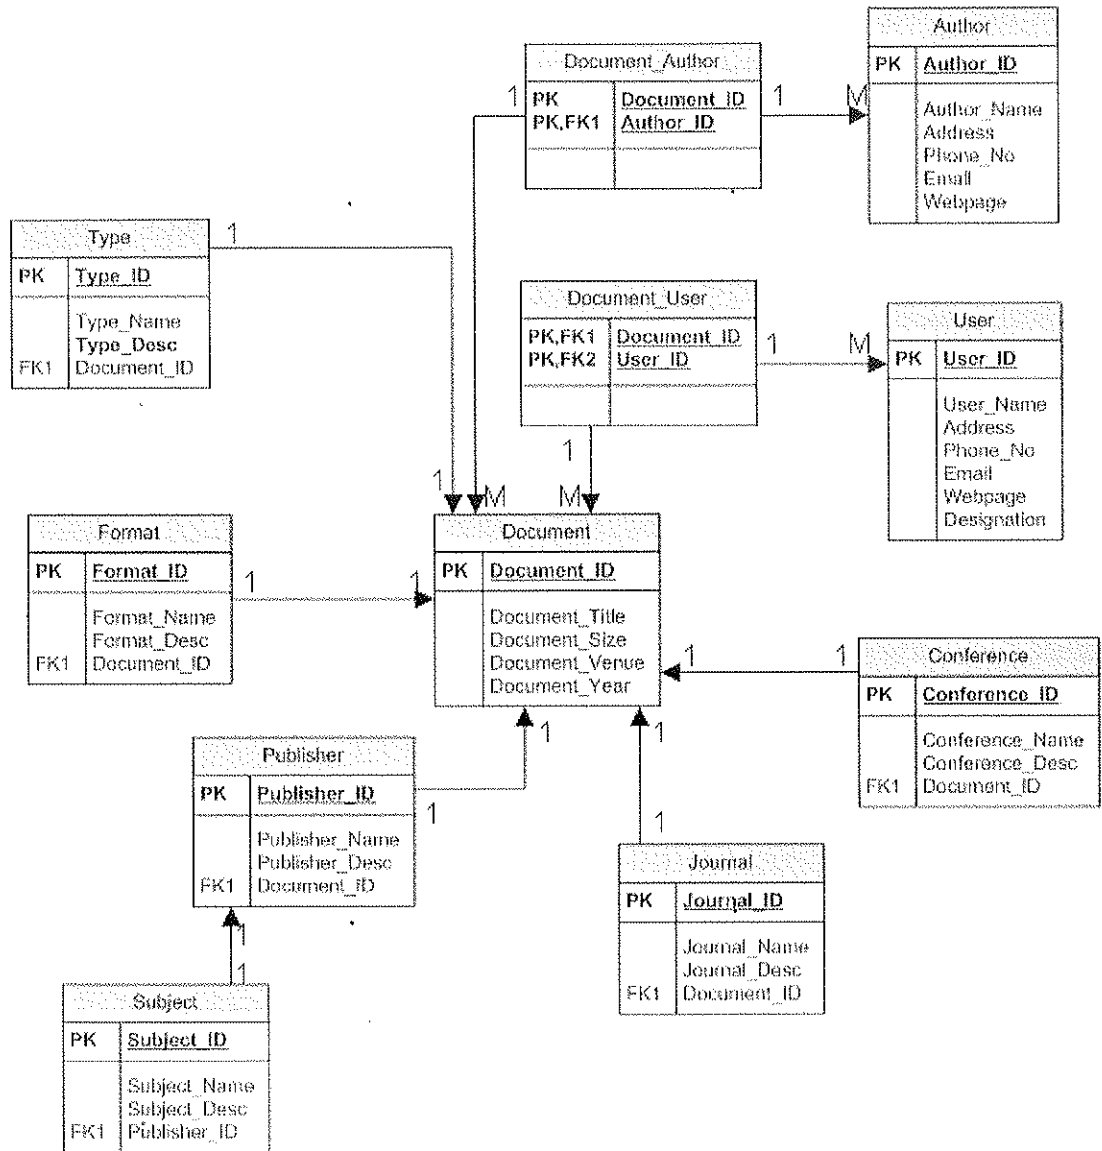 Author
PK Author_ID
Author_Name
Address
Phone_No
Email
Webpage
Document_Author
PK Document_ID
PK,FK1 Author_ID
1
1
M
Type
PK Type_ID
Type_Name
Type_Desc
FK1 Document_ID
1
Document_User
PK,FK1 Document_ID
PK,FK2 User_ID
1
M
User
PK User_ID
User_Name
Address
Phone_No
Email
Webpage
Designation
1
1
M
M
Format
PK Format_ID
Format_Name
Format_Desc
FK1 Document_ID
1
1
Document
PK Document_ID
Document_Title
Document_Size
Document_Venue
Document_Year
1
1
Conference
PK Conference_ID
Conference_Name
Conference_Desc
FK1 Document_ID
Publisher
PK Publisher_ID
Publisher_Name
Publisher_Desc
FK1 Document_ID
1
1
1
1
Journal
PK Journal_ID
Journal_Name
Journal_Desc
FK1 Document_ID
1
1
Subject
PK Subject_ID
Subject_Name
Subject_Desc
FK1 Publisher_ID